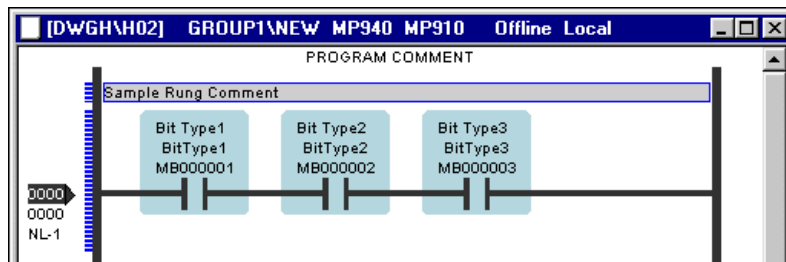 [DWGH\H02] GROUP1\NEW MP940 MP910 Offline Local
PROGRAM COMMENT
Sample Rung Comment
Bit Type1 Bit Type2 Bit Type3
BitType1 BitType2 BitType3
MB000001 MB000002 MB000003
0000
0000
NL-1